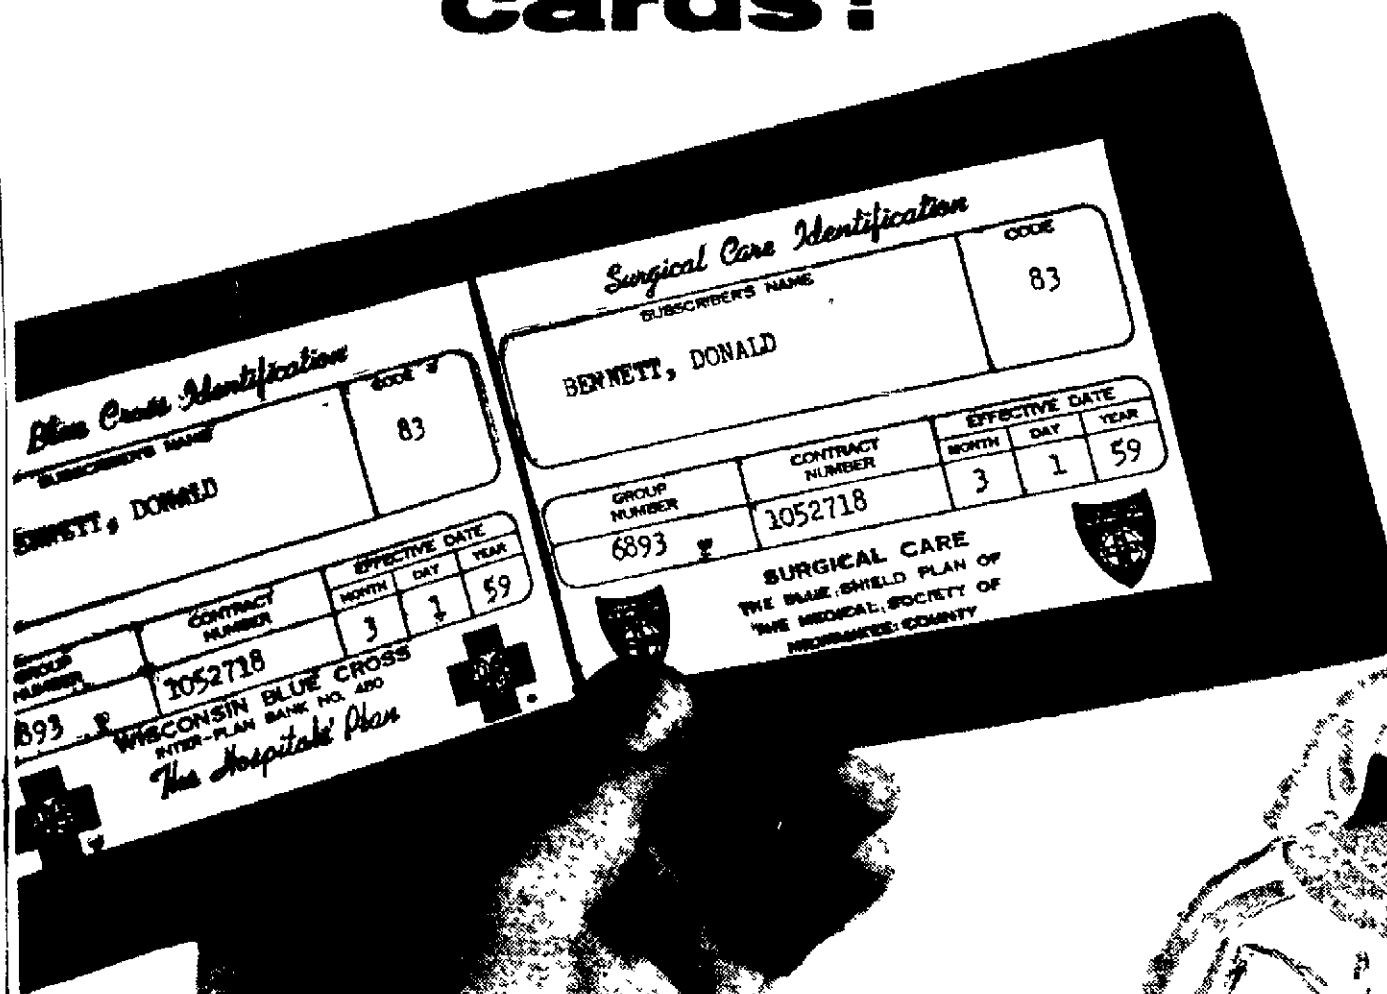 cards?
Blue Cross Identification
SUBSCRIBER'S NAME
CODE
DONALD
83
EFFECTIVE DATE
GROUP NUMBER
CONTRACT NUMBER
MONTH
DAY
YEAR
893
1052718
3
1
59
WISCONSIN BLUE CROSS
INTER-PLAN BANK NO. 450
The Hospitals' Plan
Surgical Care Identification
SUBSCRIBER'S NAME
CODE
BENNETT, DONALD
83
EFFECTIVE DATE
GROUP NUMBER
CONTRACT NUMBER
MONTH
DAY
YEAR
6893
1052718
3
1
59
SURGICAL CARE
THE BLUE SHIELD PLAN OF
THE MEDICAL SOCIETY OF
MILWAUKEE COUNTY